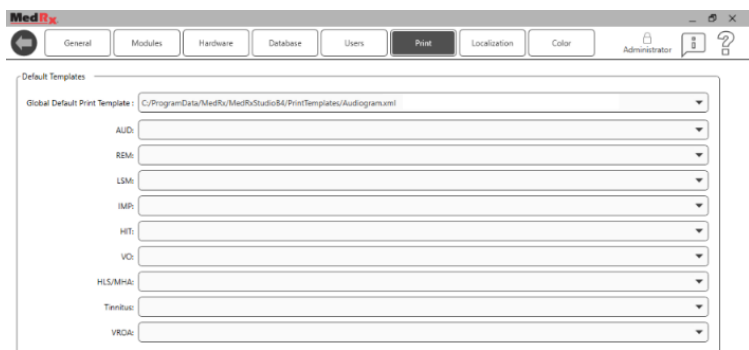 MedRx
General Modules Hardware Database Users Print Localization Color Administrator
Default Templates
Global Default Print Template : C:/ProgramData/MedRx/MedRxStudio84/PrintTemplates/Audiogram.xml
AUD:
REM:
LSM:
IMP:
HIT:
VO:
HLS/MHA:
Tinnitus:
VROA: